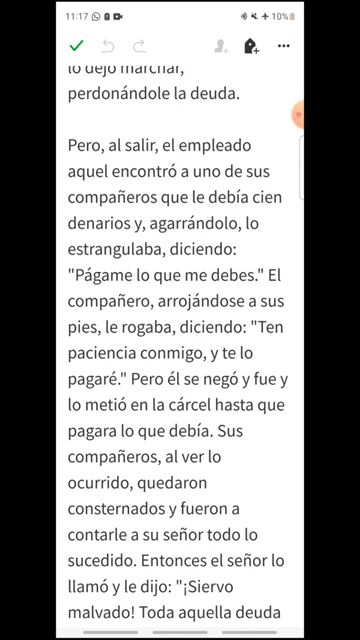 11:17
10%
lo dejó marchar,
perdonándole la deuda.
Pero, al salir, el empleado
aquel encontró a uno de sus
compañeros que le debía cien
denarios y, agarrándolo, lo
estrangulaba, diciendo:
"Págame lo que me debes." El
compañero, arrojándose a sus
pies, le rogaba, diciendo: "Ten
paciencia conmigo, y te lo
pagaré." Pero él se negó y fue y
lo metió en la cárcel hasta que
pagara lo que debía. Sus
compañeros, al ver lo
ocurrido, quedaron
consternados y fueron a
contarle a su señor todo lo
sucedido. Entonces el señor lo
llamó y le dijo: "¡Siervo
malvado! Toda aquella deuda